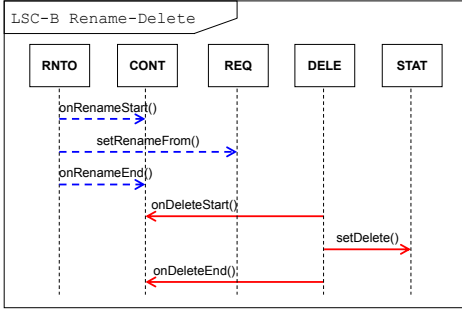 LSC-B Rename-Delete
RNTO CONT REQ DELE STAT
onRenameStart()
setRenameFrom()
onRenameEnd()
onDeleteStart()
setDelete()
onDeleteEnd()